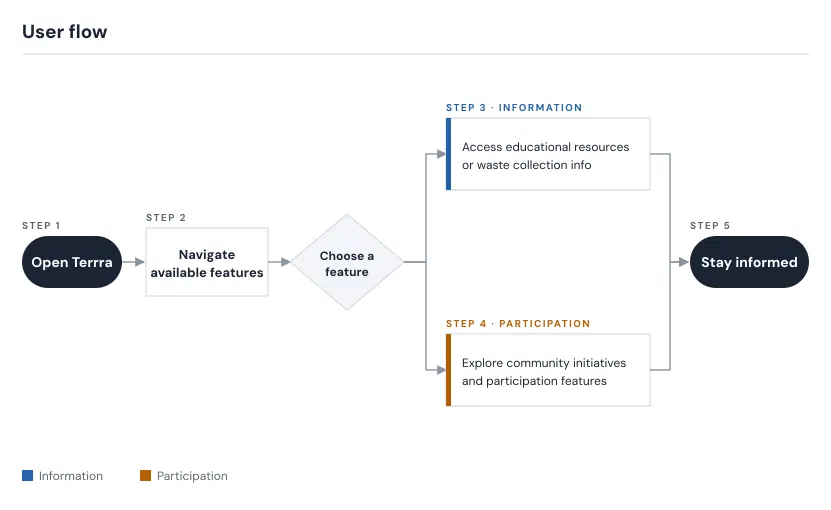 User flow
STEP 1
Open Terrra
STEP 2
Navigate
available features
Choose a
feature
STEP 3 · INFORMATION
Access educational resources
or waste collection info
STEP 4 · PARTICIPATION
Explore community initiatives
and participation features
STEP 5
Stay informed
Information
Participation